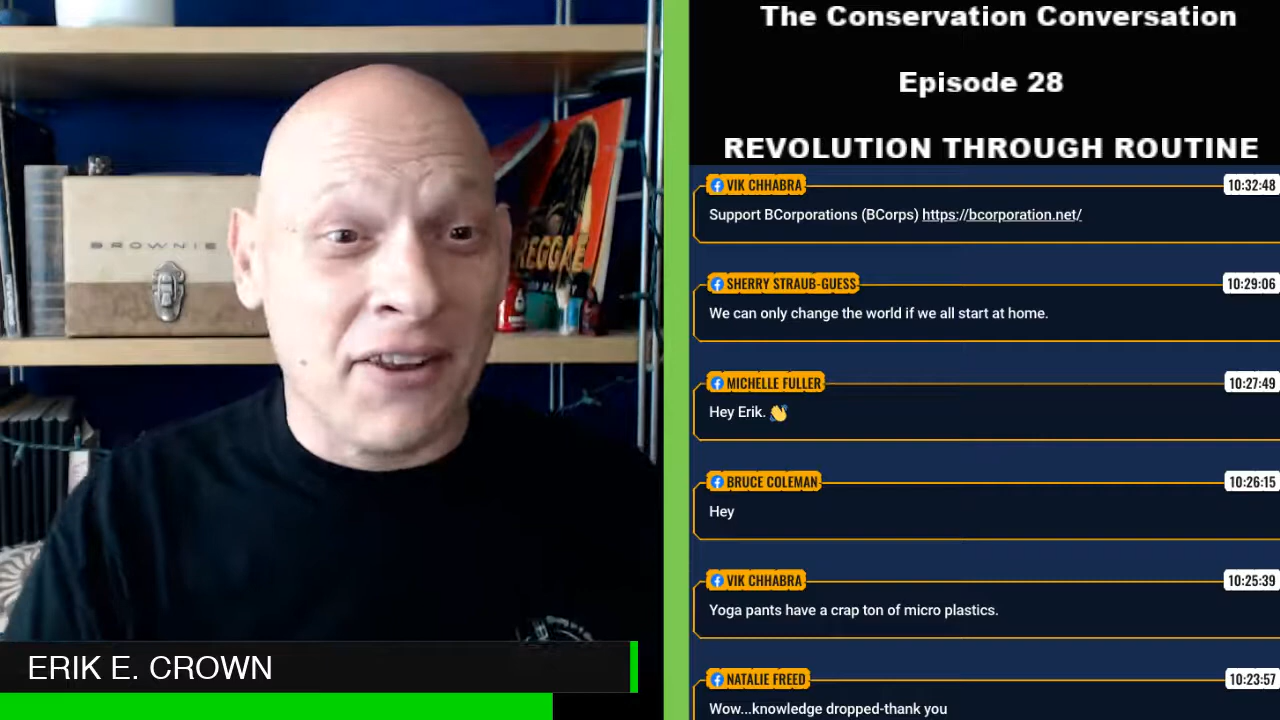 The Conservation Conversation
Episode 28
REVOLUTION THROUGH ROUTINE
BROWNIE
REGGAE
VIK CHHABRA 10:32:48
Support BCorporations (BCorps) https://bcorporation.net/
SHERRY STRAUB-GUESS 10:29:06
We can only change the world if we all start at home.
MICHELLE FULLER 10:27:49
Hey Erik. 👋
BRUCE COLEMAN 10:26:15
Hey
VIK CHHABRA 10:25:39
Yoga pants have a crap ton of micro plastics.
NATALIE FREED 10:23:57
Wow...knowledge dropped-thank you
ERIK E. CROWN